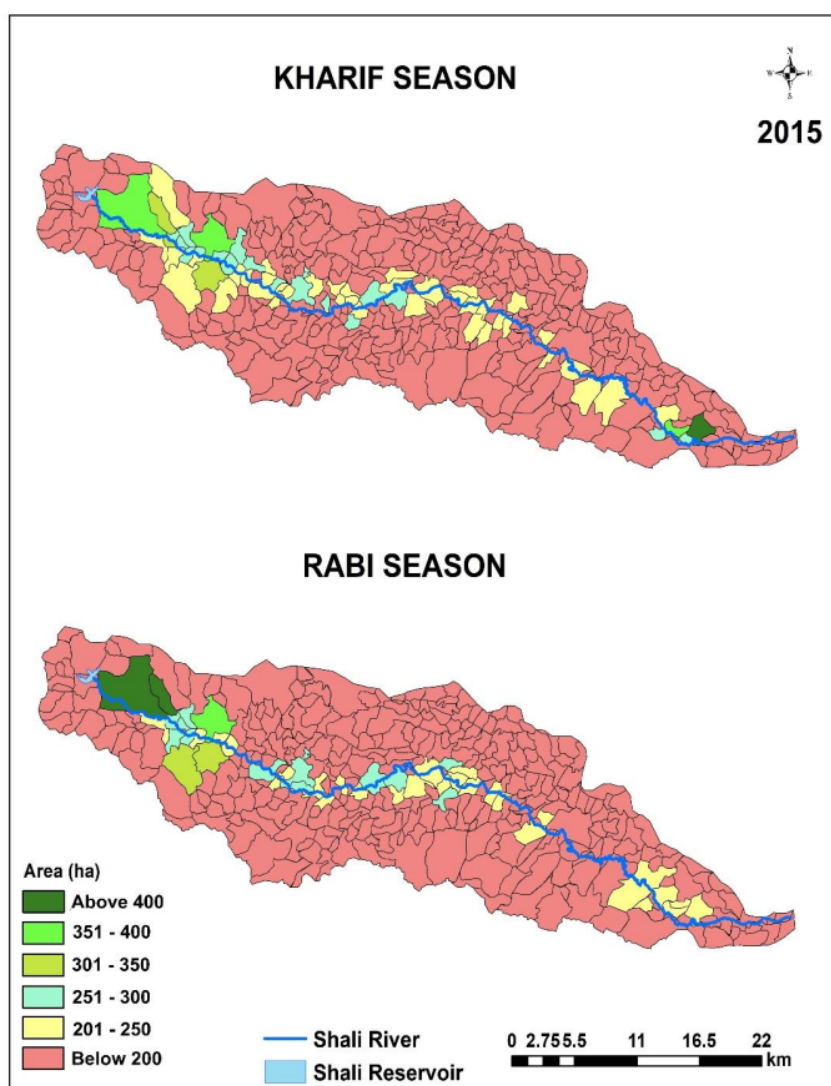 KHARIF SEASON
N
W E
S
2015
RABI SEASON
Area (ha)
Above 400
351 - 400
301 - 350
251 - 300
201 - 250
Below 200
Shali River
Shali Reservoir
0 2.75 5.5 11 16.5 22
km